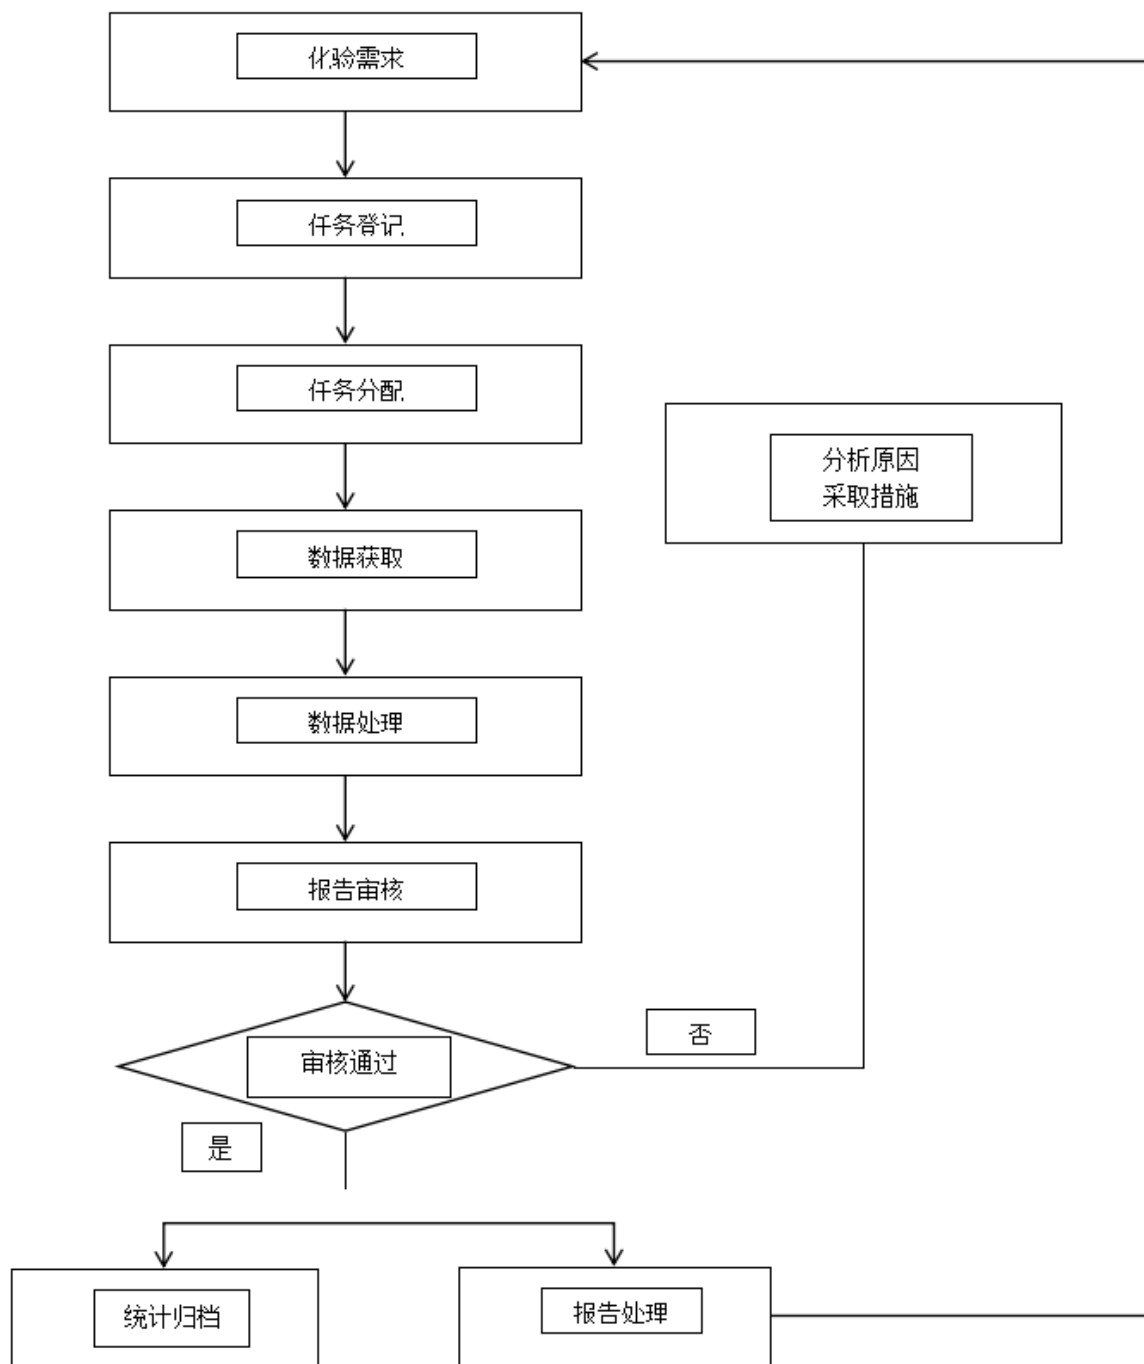 化验需求
任务登记
任务分配
分析原因
采取措施
数据获取
数据处理
报告审核
否
审核通过
是
统计归档
报告处理